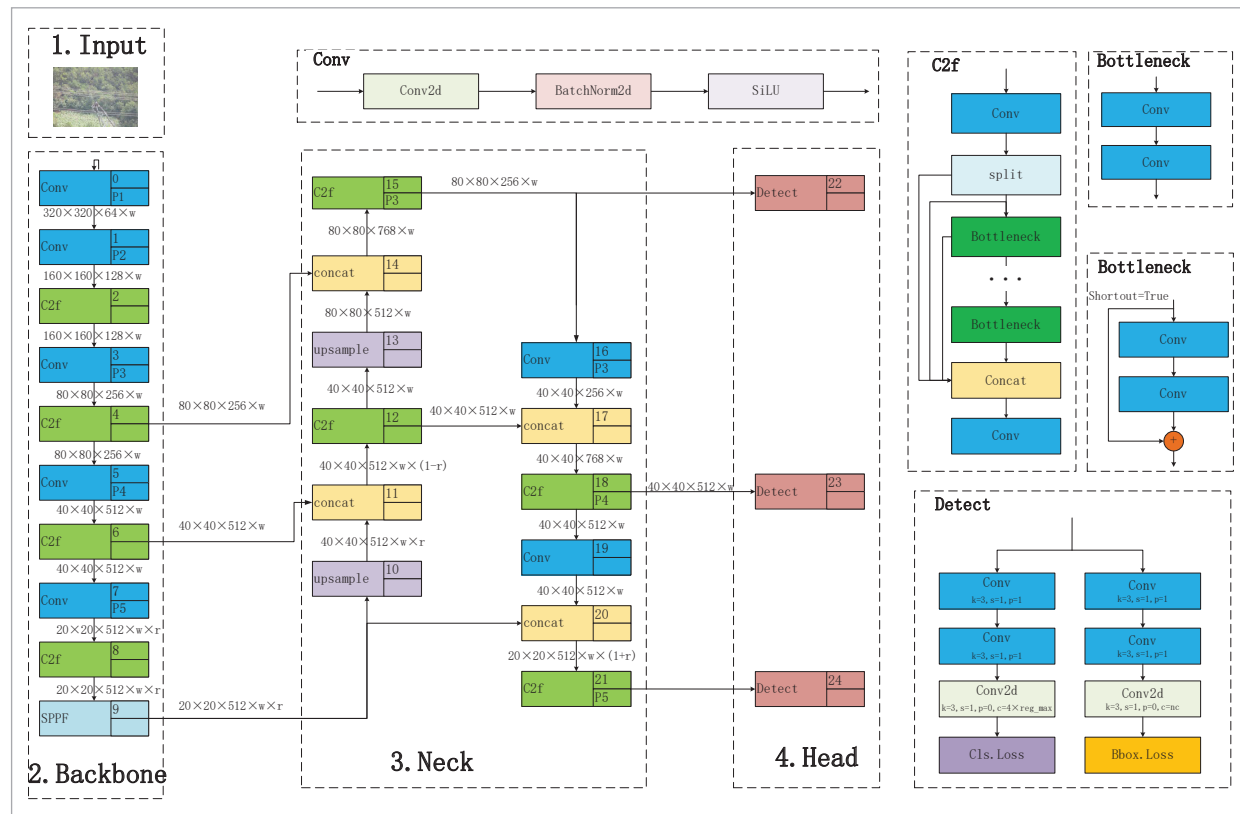 1. Input
Conv
Conv2d
BatchNorm2d
SiLU
2. Backbone
Conv
0
P1
320×320×64×w
Conv
1
P2
160×160×128×w
C2f
2
160×160×128×w
Conv
3
P3
80×80×256×w
C2f
4
80×80×256×w
80×80×256×w
Conv
5
P4
40×40×512×w
C2f
6
40×40×512×w
40×40×512×w
Conv
7
P5
20×20×512×w×r
C2f
8
20×20×512×w×r
SPPF
9
20×20×512×w×r
3. Neck
C2f
15
P3
80×80×256×w
80×80×768×w
concat
14
80×80×512×w
upsample
13
40×40×512×w
C2f
12
40×40×512×w
40×40×512×w×(1-r)
concat
11
40×40×512×w×r
upsample
10
Conv
16
P3
40×40×256×w
concat
17
40×40×768×w
C2f
18
P4
40×40×512×w
40×40×512×w
Conv
19
40×40×512×w
concat
20
20×20×512×w×(1+r)
C2f
21
P5
4. Head
Detect
22
Detect
23
Detect
24
C2f
Conv
split
Bottleneck
...
Bottleneck
Concat
Conv
Bottleneck
Conv
Conv
Bottleneck
Shortout=True
Conv
Conv
+
Detect
Conv
k=3, s=1, p=1
Conv
k=3, s=1, p=1
Conv2d
k=3, s=1, p=0, c=4×reg_max
Cls.Loss
Conv
k=3, s=1, p=1
Conv
k=3, s=1, p=1
Conv2d
k=3, s=1, p=0, c=nc
Bbox.Loss